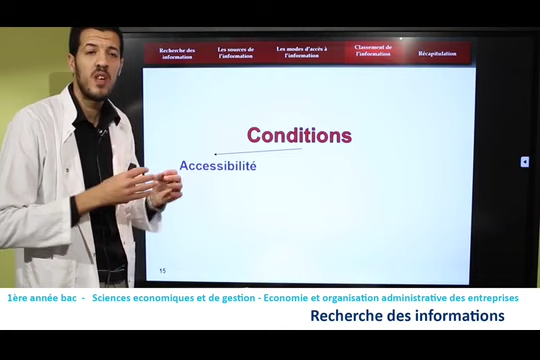 Recherche des information
Les sources de l'information
Les modes d'accès à l'information
Classement de l'information
Récapitulation
Conditions
Accessibilité
15
1ère année bac - Sciences economiques et de gestion - Economie et organisation administrative des entreprises
Recherche des informations